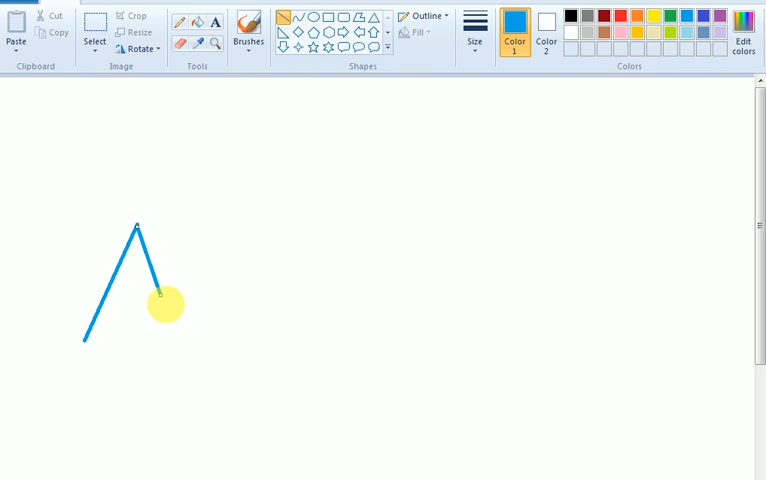 Paste
Cut
Copy
Clipboard
Select
Crop
Resize
Rotate
Image
A
Tools
Brushes
Outline
Fill
Shapes
Size
Color
1
Color
2
Edit
colors
Colors